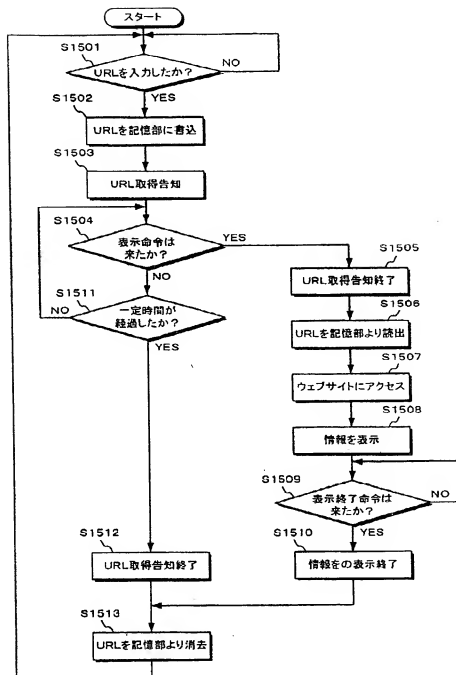 スタート
S1501
URLを入力したか?
NO
YES
S1502
URLを記憶部に書込
S1503
URL取得告知
S1504
表示命令は
来たか?
YES
NO
S1505
URL取得告知終了
S1511
一定時間が
経過したか?
NO
YES
S1506
URLを記憶部より読出
S1507
ウェブサイトにアクセス
S1508
情報を表示
S1509
表示終了命令は
来たか?
NO
YES
S1510
情報をの表示終了
S1512
URL取得告知終了
S1513
URLを記憶部より消去